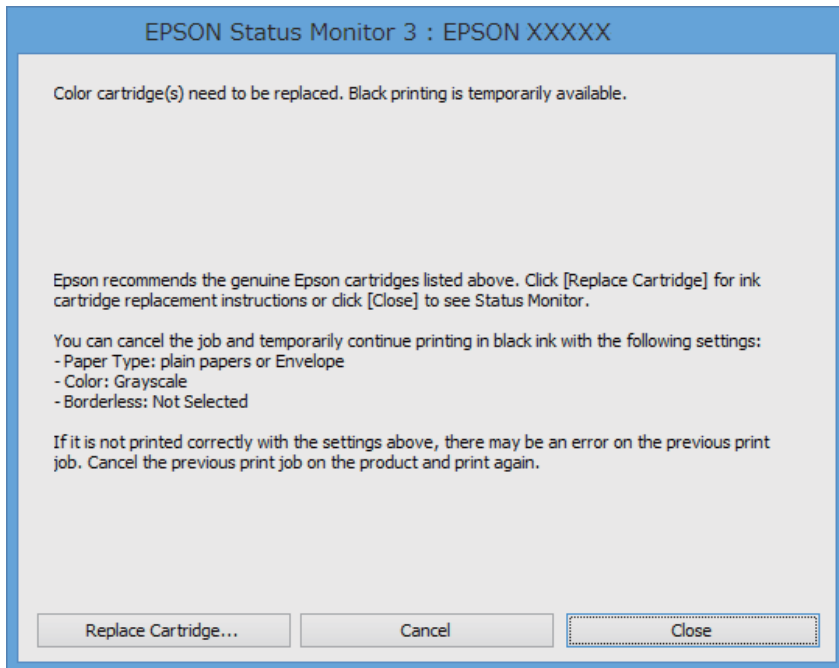 EPSON Status Monitor 3 : EPSON XXXXX
Color cartridge(s) need to be replaced. Black printing is temporarily available.
Epson recommends the genuine Epson cartridges listed above. Click [Replace Cartridge] for ink
cartridge replacement instructions or click [Close] to see Status Monitor.
You can cancel the job and temporarily continue printing in black ink with the following settings:
- Paper Type: plain papers or Envelope
- Color: Grayscale
- Borderless: Not Selected
If it is not printed correctly with the settings above, there may be an error on the previous print
job. Cancel the previous print job on the product and print again.
Replace Cartridge... Cancel Close